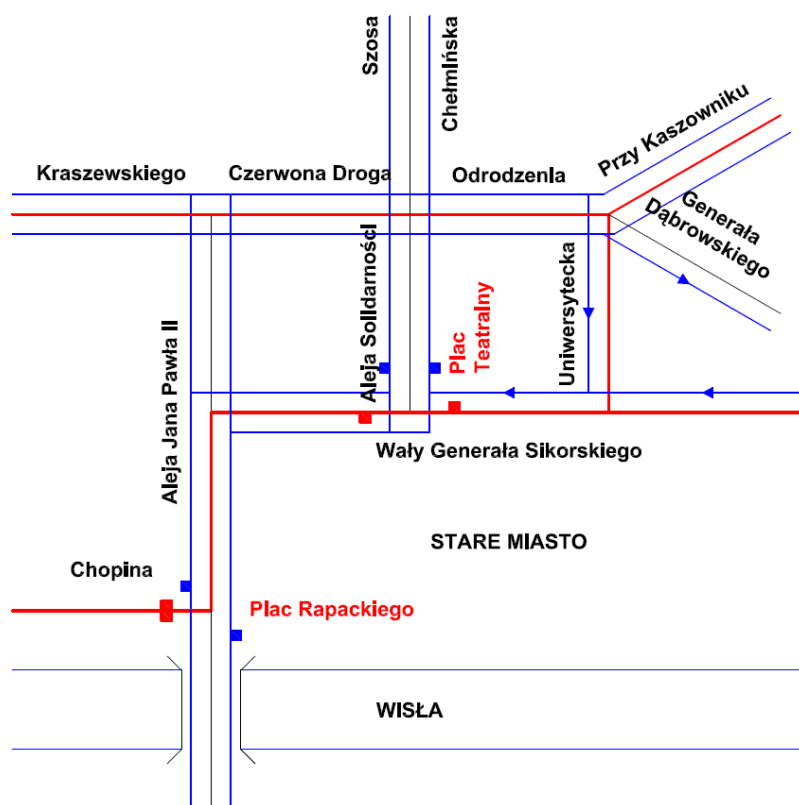 Szosa
Chełmińska
Przy Kaszowniku
Kraszewskiego
Czerwona Droga
Odrodzenia
Generała
Dąbrowskiego
Aleja Jana Pawła II
Aleja Solidarności
Plac
Teatralny
Uniwersytecka
Wały Generała Sikorskiego
STARE MIASTO
Chopina
Plac Rapackiego
WISŁA